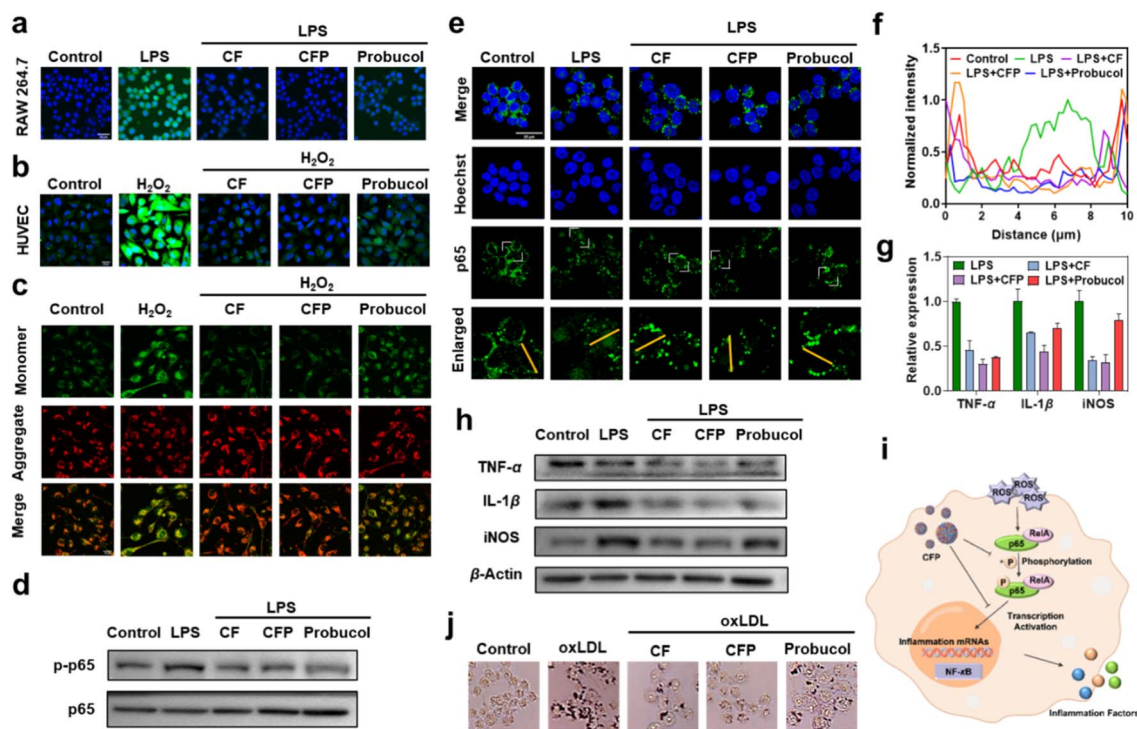 a
LPS
Control LPS CF CFP Probucol
RAW 264.7
b
H2O2
Control H2O2 CF CFP Probucol
HUVEC
c
H2O2
Control H2O2 CF CFP Probucol
Monomer
Aggregate
Merge
d
LPS
Control LPS CF CFP Probucol
p-p65
p65
e
LPS
Control LPS CF CFP Probucol
Merge
Hoechst
p65
Enlarged
f
Normalized intensity
1.5
1.0
0.5
0.0
Control LPS LPS+CF
LPS+CFP LPS+Probucol
0 2 4 6 8 10
Distance (μm)
g
Relative expression
1.5
1.0
0.5
0.0
LPS LPS+CF
LPS+CFP LPS+Probucol
TNF-α IL-1β iNOS
h
LPS
Control LPS CF CFP Probucol
TNF-α
IL-1β
iNOS
β-Actin
i
ROS ROS ROS
CFP
p65 RelA
+ P Phosphorylation
P p65 RelA
Transcription
Activation
Inflammation mRNAs
NF-κB
Inflammation Factors
j
oxLDL
Control oxLDL CF CFP Probucol